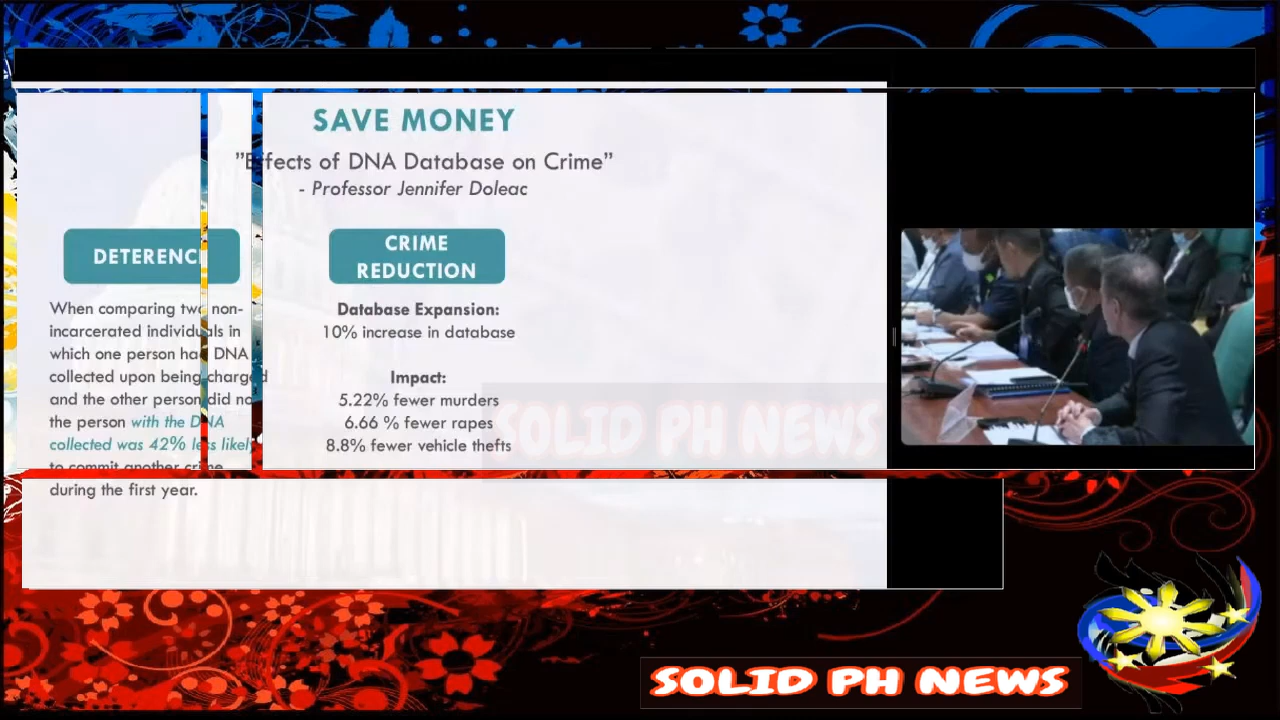 SAVE MONEY
"Effects of DNA Database on Crime"
- Professor Jennifer Doleac
DETERENC
When comparing two non-
incarcerated individuals in
which one person had DNA
collected upon being charged
and the other person did no
the person with the DNA
collected was 42% less likely
to commit another crime
during the first year.
CRIME
REDUCTION
Database Expansion:
10% increase in database
Impact:
5.22% fewer murders
6.66 % fewer rapes
8.8% fewer vehicle thefts
SOLID PH NEWS
SOLID PH NEWS